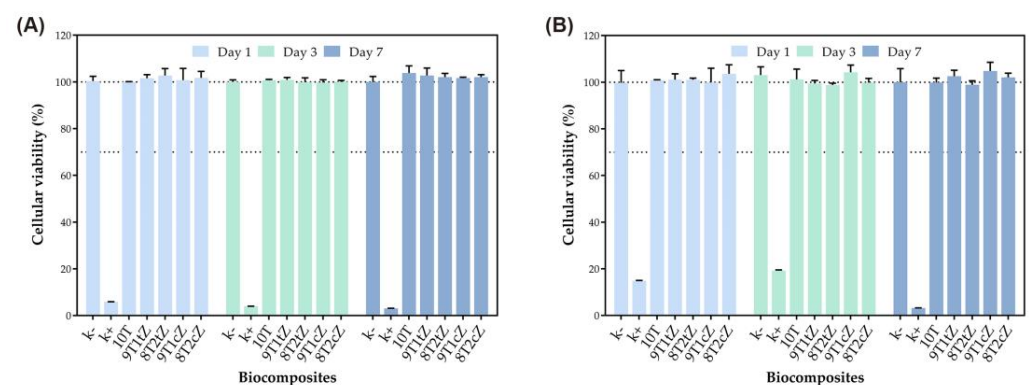 (A)
120
100
80
60
40
20
0
Cellular viability (%)
Day 1 Day 3 Day 7
k- k+ 10T 9T1tZ 8T2tZ 9T1cZ 8T2cZ k- k+ 10T 9T1tZ 8T2tZ 9T1cZ 8T2cZ k- k+ 10T 9T1tZ 8T2tZ 9T1cZ 8T2cZ
Biocomposites
(B)
120
100
80
60
40
20
0
Cellular viability (%)
Day 1 Day 3 Day 7
k- k+ 10T 9T1tZ 8T2tZ 9T1cZ 8T2cZ k- k+ 10T 9T1tZ 8T2tZ 9T1cZ 8T2cZ k- k+ 10T 9T1tZ 8T2tZ 9T1cZ 8T2cZ
Biocomposites